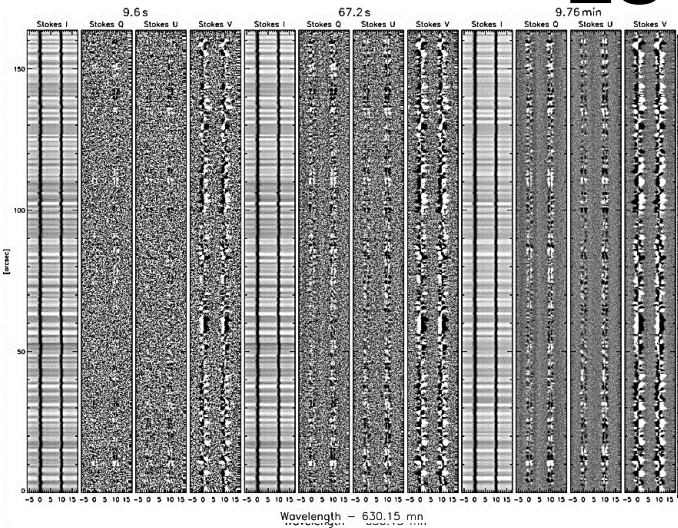 9.6s 67.2s 9.76min
Stokes I Stokes Q Stokes U Stokes V Stokes I Stokes Q Stokes U Stokes V Stokes I Stokes Q Stokes U Stokes V
150
100
[arcsec]
50
0
-5 0 5 10 15 -5 0 5 10 15 -5 0 5 10 15 -5 0 5 10 15 -5 0 5 10 15 -5 0 5 10 15 -5 0 5 10 15 -5 0 5 10 15 -5 0 5 10 15 -5 0 5 10 15 -5 0 5 10 15 -5 0 5 10 15
Wavelength - 630.15 mn